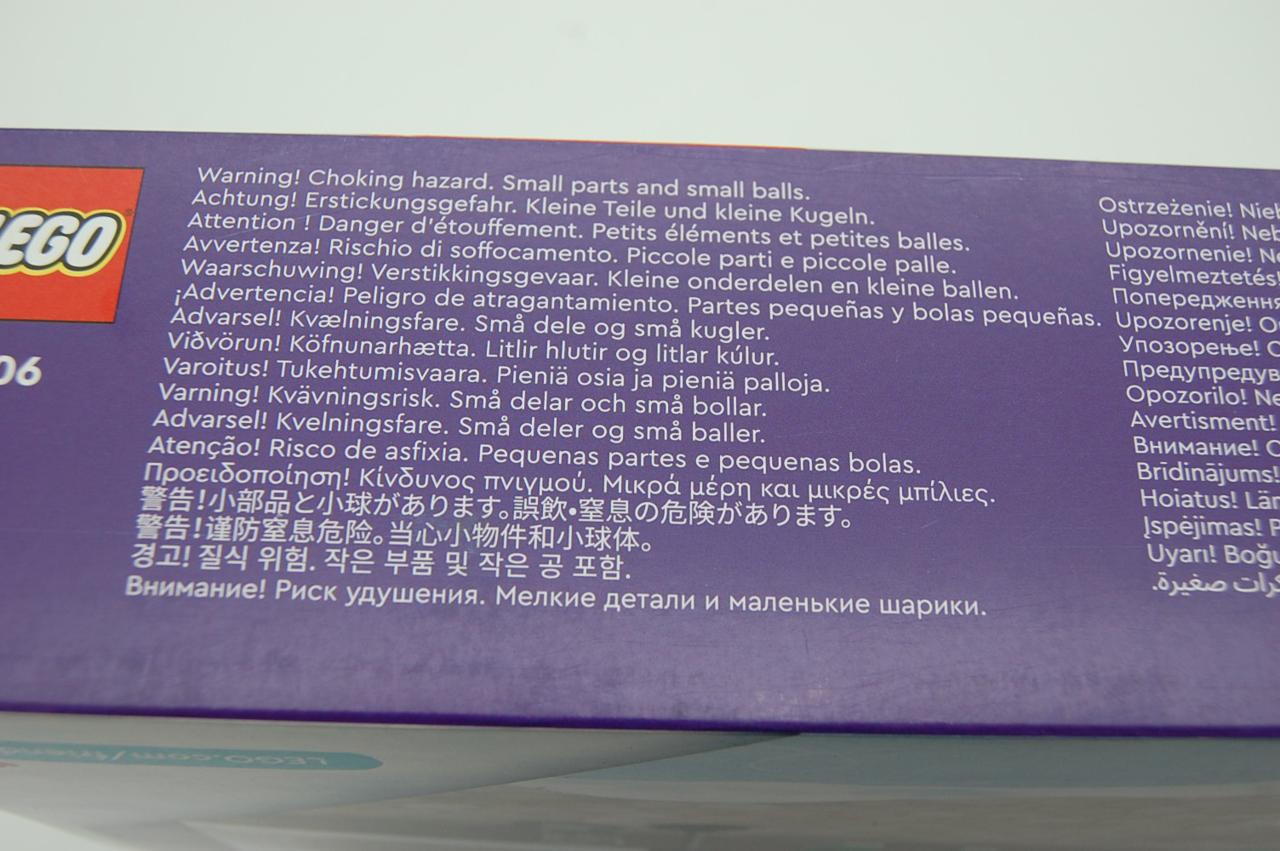 LEGO
06
Warning! Choking hazard. Small parts and small balls.
Achtung! Erstickungsgefahr. Kleine Teile und kleine Kugeln.
Attention ! Danger d'étouffement. Petits éléments et petites balles.
Avvertenza! Rischio di soffocamento. Piccole parti e piccole palle.
Waarschuwing! Verstikkingsgevaar. Kleine onderdelen en kleine ballen.
¡Advertencia! Peligro de atragantamiento. Partes pequeñas y bolas pequeñas.
Advarsel! Kvælningsfare. Små dele og små kugler.
Viðvörun! Köfnunarhætta. Litlir hlutir og litlar kúlur.
Varoitus! Tukehtumisvaara. Pieniä osia ja pieniä palloja.
Varning! Kvävningsrisk. Små delar och små bollar.
Advarsel! Kvelningsfare. Små deler og små baller.
Atenção! Risco de asfixia. Pequenas partes e pequenas bolas.
Προειδοποίηση! Κίνδυνος πνιγμού. Μικρά μέρη και μικρές μπίλιες.
警告!小部品と小球があります。誤飲•窒息の危険があります。
警告!谨防窒息危险。当心小物件和小球体。
경고! 질식 위험. 작은 부품 및 작은 공 포함.
Внимание! Риск удушения. Мелкие детали и маленькие шарики.
Ostrzeżenie!
Upozornění!
Upozornenie!
Figyelmeztetés
Попередження
Upozorenje!
Упозорење!
Предупредув
Opozorilo!
Avertisment!
Внимание!
Brīdinājums!
Hoiatus!
Įspėjimas!
Uyarı!
صغيرة.
LEGO.com/friends